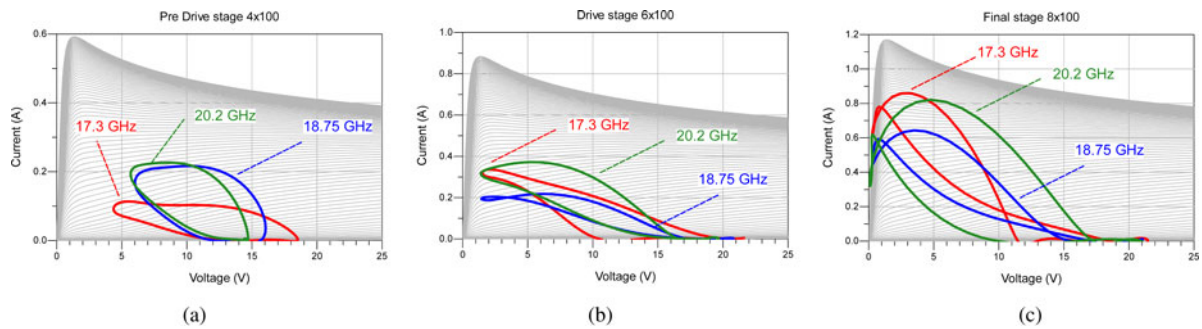 Pre Drive stage 4x100
Drive stage 6x100
Final stage 8x100
0.6
0.4
0.2
0.0
Current (A)
17.3 GHz
20.2 GHz
18.75 GHz
0
5
10
15
20
25
Voltage (V)
1.0
0.8
0.6
0.4
0.2
0.0
Current (A)
17.3 GHz
20.2 GHz
18.75 GHz
0
5
10
15
20
25
Voltage (V)
1.2
1.0
0.8
0.6
0.4
0.2
0.0
Current (A)
17.3 GHz
20.2 GHz
18.75 GHz
0
5
10
15
20
25
Voltage (V)
(a)
(b)
(c)